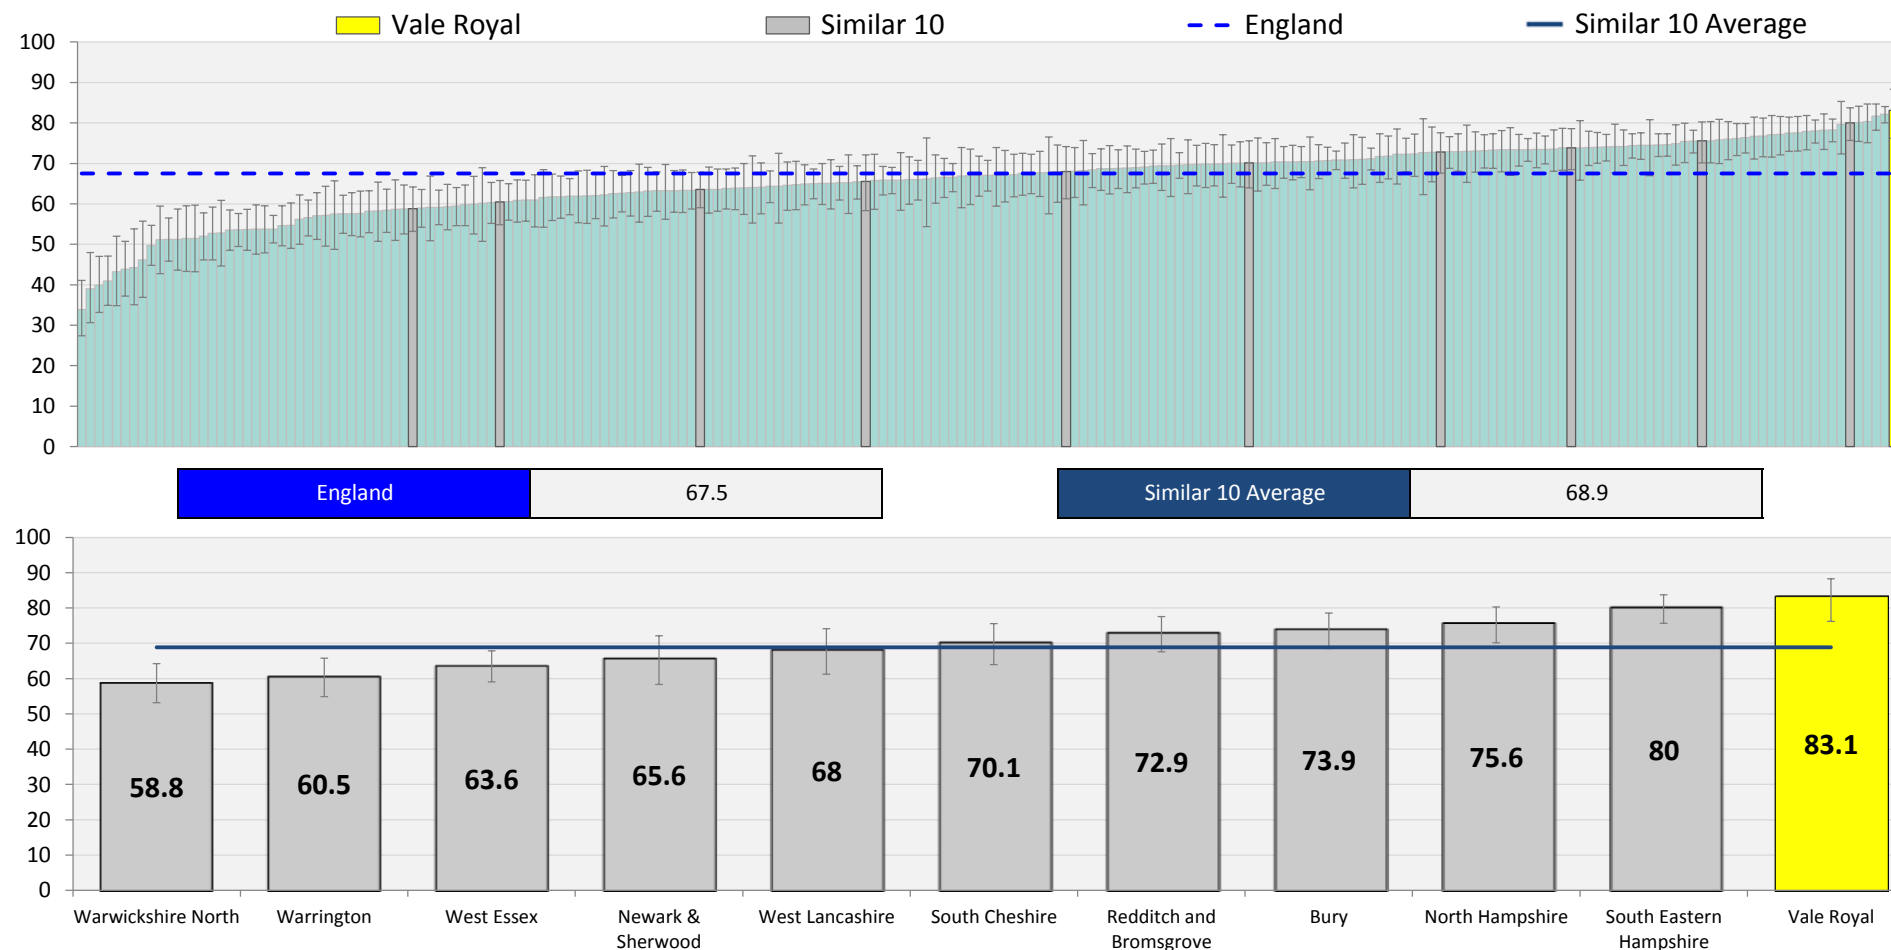 Vale Royal
Similar 10
England
Similar 10 Average
100
90
80
70
60
50
40
30
20
10
0
England
67.5
Similar 10 Average
68.9
100
90
80
70
60
50
40
30
20
10
0
58.8
60.5
63.6
65.6
68
70.1
72.9
73.9
75.6
80
83.1
Warwickshire North
Warrington
West Essex
Newark &
Sherwood
West Lancashire
South Cheshire
Redditch and
Bromsgrove
Bury
North Hampshire
South Eastern
Hampshire
Vale Royal